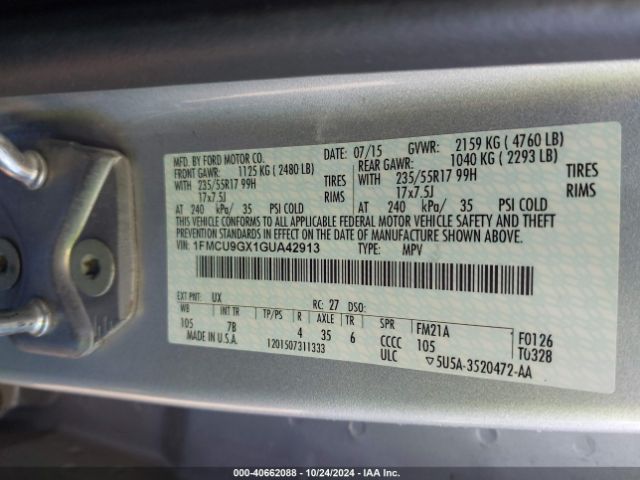 MFD. BY FORD MOTOR CO.
DATE: 07/15 GVWR: 2159 KG ( 4760 LB)
FRONT GAWR: 1125 KG ( 2480 LB) REAR GAWR: 1040 KG ( 2293 LB)
WITH 235/55R17 99H TIRES WITH 235/55R17 99H TIRES
17x7.5J RIMS 17x7.5J RIMS
AT 240 kPa/ 35 PSI COLD AT 240 kPa/ 35 PSI COLD
THIS VEHICLE CONFORMS TO ALL APPLICABLE FEDERAL MOTOR VEHICLE SAFETY AND THEFT
PREVENTION STANDARDS IN EFFECT ON THE DATE OF MANUFACTURE SHOWN ABOVE.
VIN: 1FMCU9GX1GUA42913 TYPE: MPV
EXT PNT: UX RC: 27 DSO:
WB INT TR TP/PS R AXLE TR SPR FM21A F0126
105 7B 4 35 6 CCCC 105 T0328
MADE IN U.S.A. 1201507311333 ULC 5U5A-3520472-AA
000-40662088 - 10/24/2024 - IAA Inc.